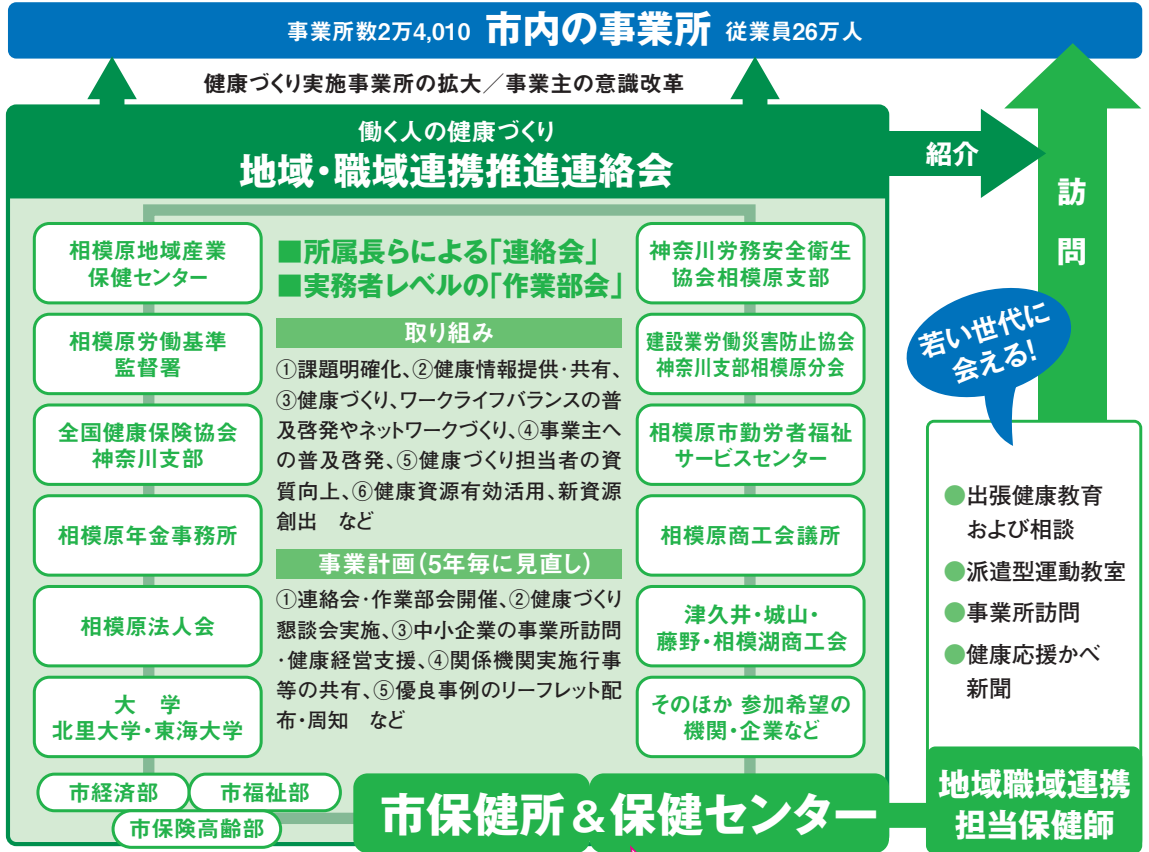 事業所数2万4,010 市内の事業所 従業員26万人
健康づくり実施事業所の拡大／事業主の意識改革
働く人の健康づくり
地域・職域連携推進連絡会
紹介
訪問
相模原地域産業
保健センター
相模原労働基準
監督署
全国健康保険協会
神奈川支部
相模原年金事務所
相模原法人会
大　学
北里大学・東海大学
■所属長らによる「連絡会」
■実務者レベルの「作業部会」
取り組み
①課題明確化、②健康情報提供・共有、
③健康づくり、ワークライフバランスの普
及啓発やネットワークづくり、④事業主へ
の普及啓発、⑤健康づくり担当者の資
質向上、⑥健康資源有効活用、新資源
創出　など
事業計画（5年毎に見直し）
①連絡会・作業部会開催、②健康づくり
懇談会実施、③中小企業の事業所訪問
・健康経営支援、④関係機関実施行事
等の共有、⑤優良事例のリーフレット配
布・周知　など
神奈川労務安全衛生
協会相模原支部
建設業労働災害防止協会
神奈川支部相模原分会
相模原市勤労者福祉
サービスセンター
相模原商工会議所
津久井・城山・
藤野・相模湖商工会
そのほか 参加希望の
機関・企業など
市経済部
市福祉部
市保険高齢部
市保健所＆保健センター
若い世代に
会える!
●出張健康教育
および相談
●派遣型運動教室
●事業所訪問
●健康応援かべ
新聞
地域職域連携
担当保健師